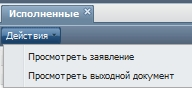 Исполненные
Действия
Просмотреть заявление
Просмотреть выходной документ